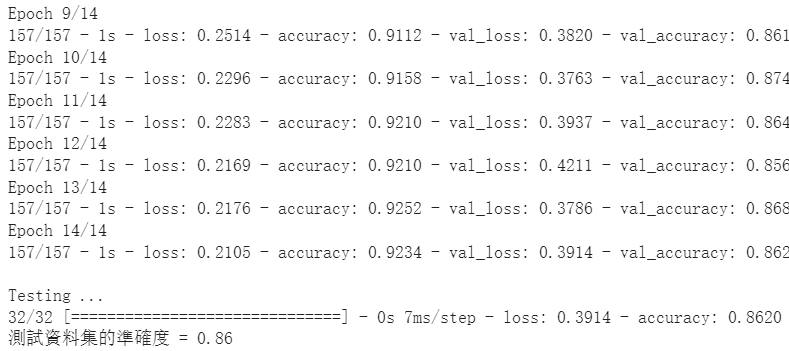 Epoch 9/14
157/157 - 1s - loss: 0.2514 - accuracy: 0.9112 - val_loss: 0.3820 - val_accuracy: 0.861
Epoch 10/14
157/157 - 1s - loss: 0.2296 - accuracy: 0.9158 - val_loss: 0.3763 - val_accuracy: 0.874
Epoch 11/14
157/157 - 1s - loss: 0.2283 - accuracy: 0.9210 - val_loss: 0.3937 - val_accuracy: 0.864
Epoch 12/14
157/157 - 1s - loss: 0.2169 - accuracy: 0.9210 - val_loss: 0.4211 - val_accuracy: 0.856
Epoch 13/14
157/157 - 1s - loss: 0.2176 - accuracy: 0.9252 - val_loss: 0.3786 - val_accuracy: 0.868
Epoch 14/14
157/157 - 1s - loss: 0.2105 - accuracy: 0.9234 - val_loss: 0.3914 - val_accuracy: 0.862
Testing ...
32/32 [==============================] - 0s 7ms/step - loss: 0.3914 - accuracy: 0.8620
測試資料集的準確度 = 0.86